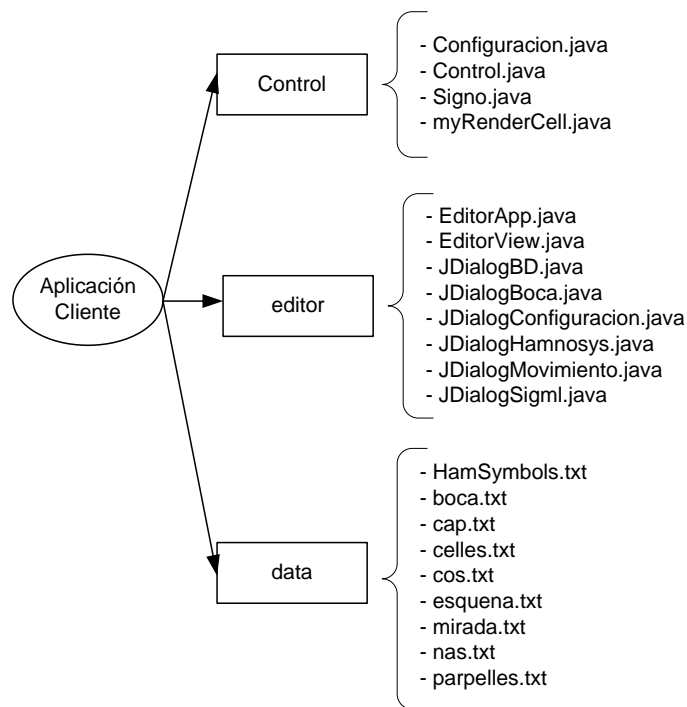 Aplicación
Cliente
Control
- Configuracion.java
- Control.java
- Signo.java
- myRenderCell.java
editor
- EditorApp.java
- EditorView.java
- JDialogBD.java
- JDialogBoca.java
- JDialogConfiguracion.java
- JDialogHamnosys.java
- JDialogMovimiento.java
- JDialogSigml.java
data
- HamSymbols.txt
- boca.txt
- cap.txt
- celles.txt
- cos.txt
- esquena.txt
- mirada.txt
- nas.txt
- parpelles.txt